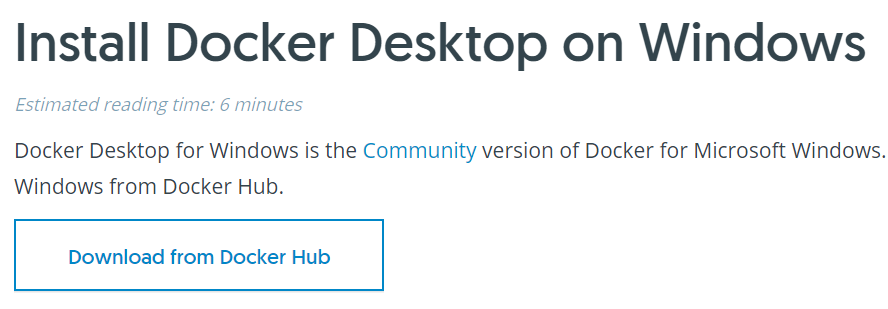 Install Docker Desktop on Windows
Estimated reading time: 6 minutes
Docker Desktop for Windows is the Community version of Docker for Microsoft Windows.
Windows from Docker Hub.
Download from Docker Hub